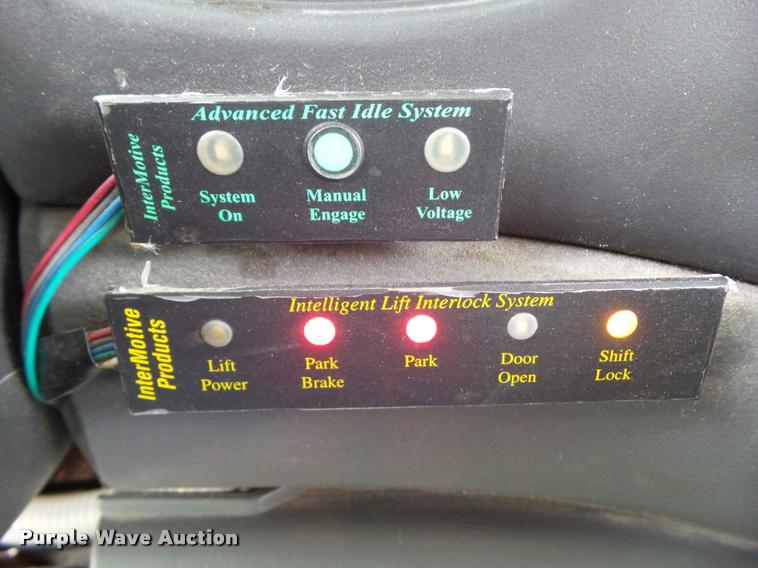 Advanced Fast Idle System
InterMotive
Products
System
On
Manual
Engage
Low
Voltage
Intelligent Lift Interlock System
InterMotive
Products
Lift
Power
Park
Brake
Park
Door
Open
Shift
Lock
Purple Wave Auction